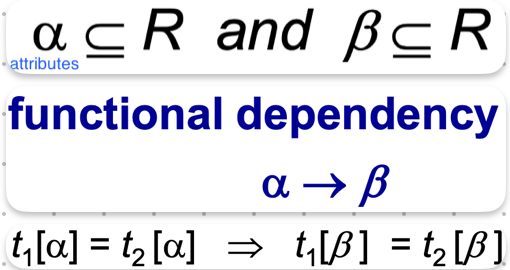 α ⊆ R and β ⊆ R
attributes
functional dependency
α → β
t₁[α] = t₂[α] ⇒ t₁[β] = t₂[β]